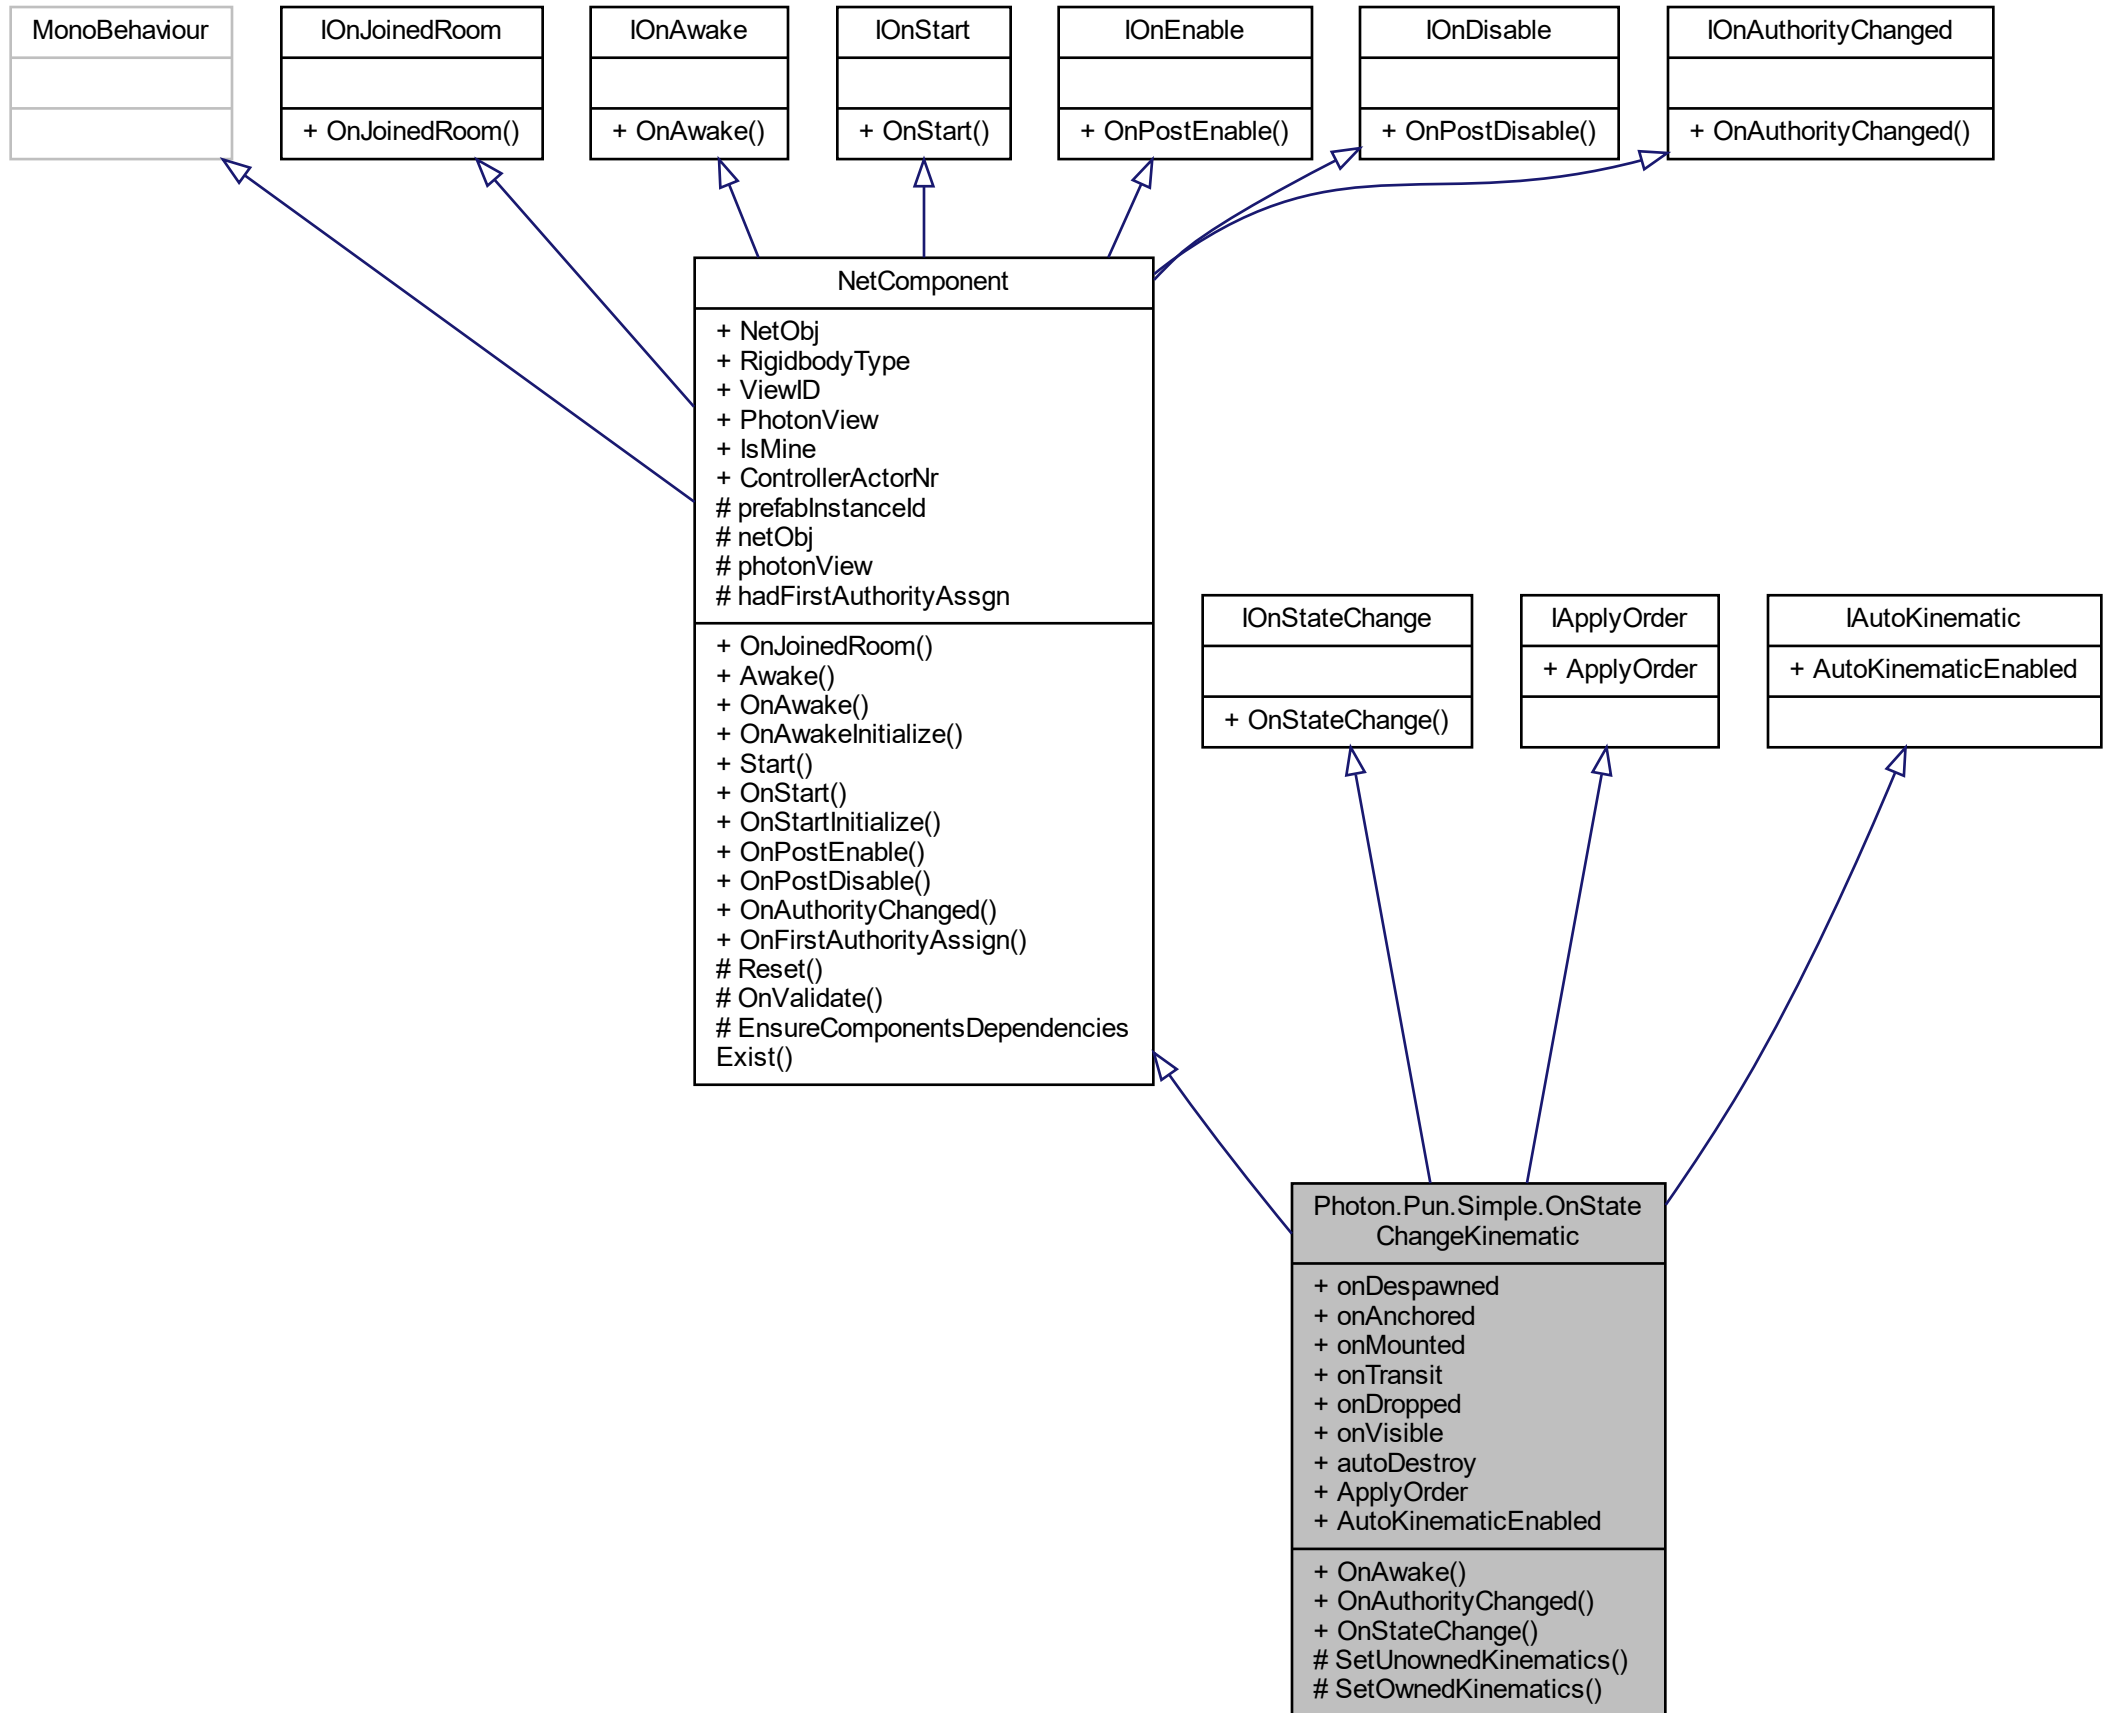 MonoBehaviour
IOnJoinedRoom
+ OnJoinedRoom()
IOnAwake
+ OnAwake()
IOnStart
+ OnStart()
IOnEnable
+ OnPostEnable()
IOnDisable
+ OnPostDisable()
IOnAuthorityChanged
+ OnAuthorityChanged()
NetComponent
+ NetObj
+ RigidbodyType
+ ViewID
+ PhotonView
+ IsMine
+ ControllerActorNr
# prefabInstanceId
# netObj
# photonView
# hadFirstAuthorityAssgn
+ OnJoinedRoom()
+ Awake()
+ OnAwake()
+ OnAwakeInitialize()
+ Start()
+ OnStart()
+ OnStartInitialize()
+ OnPostEnable()
+ OnPostDisable()
+ OnAuthorityChanged()
+ OnFirstAuthorityAssign()
# Reset()
# OnValidate()
# EnsureComponentsDependencies
Exist()
IOnStateChange
+ OnStateChange()
IApplyOrder
+ ApplyOrder
IAutoKinematic
+ AutoKinematicEnabled
Photon.Pun.Simple.OnState
ChangeKinematic
+ onDespawned
+ onAnchored
+ onMounted
+ onTransit
+ onDropped
+ onVisible
+ autoDestroy
+ ApplyOrder
+ AutoKinematicEnabled
+ OnAwake()
+ OnAuthorityChanged()
+ OnStateChange()
# SetUnownedKinematics()
# SetOwnedKinematics()